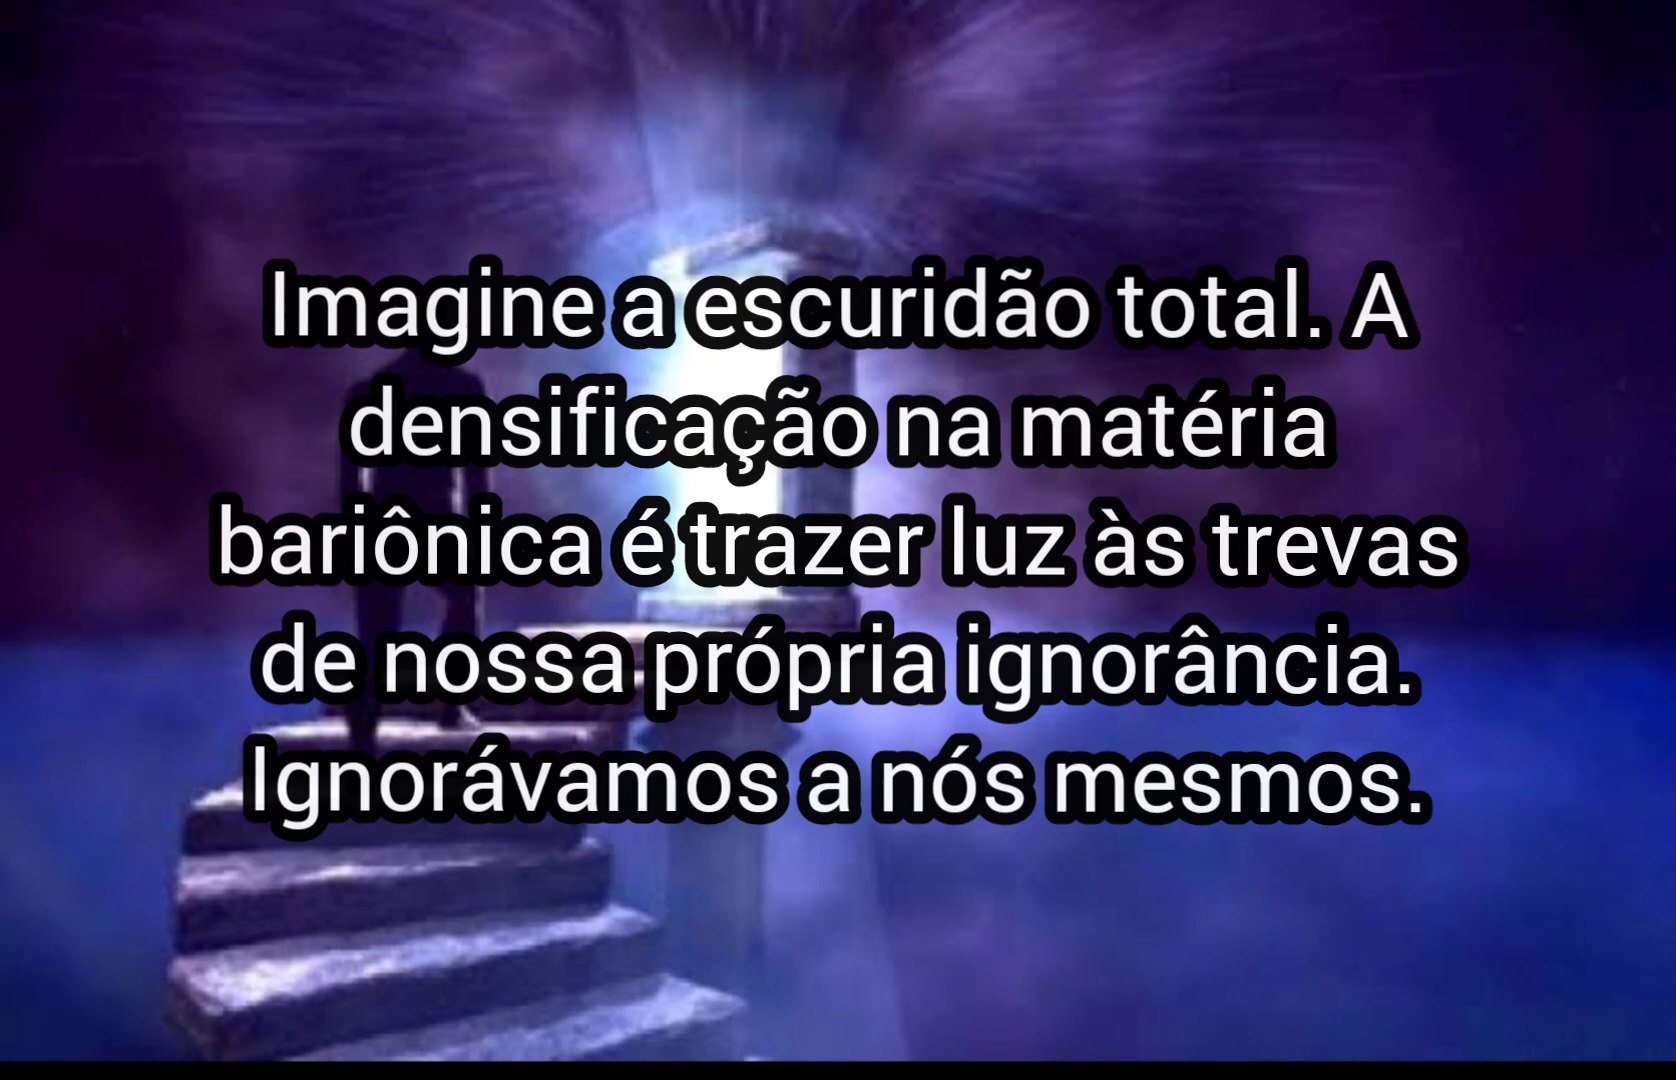 Imagine a escuridão total. A
densificação na matéria
bariônica é trazer luz às trevas
de nossa própria ignorância.
Ignorávamos a nós mesmos.